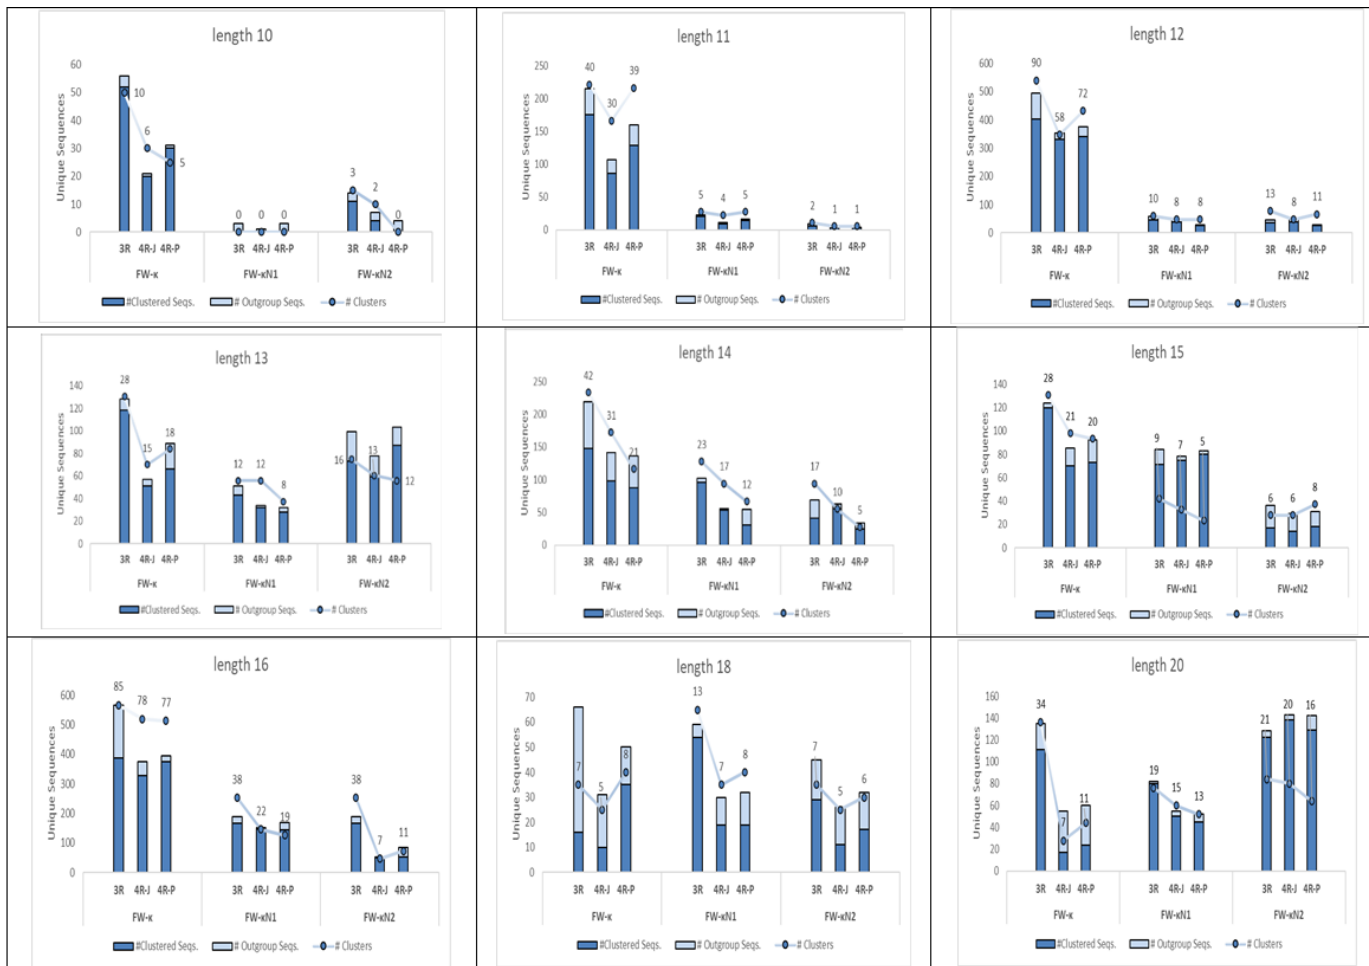 length 10
Unique Sequences
60
50
40
30
20
10
0
10
6
5
0 0 0
3
2
0
3R 4R-J 4R-P 3R 4R-J 4R-P 3R 4R-J 4R-P
FW-κ FW-κN1 FW-κN2
#Clustered Seqs. # Outgroup Seqs. # Clusters
length 11
Unique Sequences
250
200
150
100
50
0
40
30
39
5 4 5
2 1 1
3R 4R-J 4R-P 3R 4R-J 4R-P 3R 4R-J 4R-P
FW-κ FW-κN1 FW-κN2
#Clustered Seqs. # Outgroup Seqs. # Clusters
length 12
Unique Sequences
600
500
400
300
200
100
0
90
58
72
10 8 8
13 8 11
3R 4R-J 4R-P 3R 4R-J 4R-P 3R 4R-J 4R-P
FW-κ FW-κN1 FW-κN2
#Clustered Seqs. # Outgroup Seqs. # Clusters
length 13
Unique Sequences
140
120
100
80
60
40
20
0
28
15
18
12 12 8
16 13 12
3R 4R-J 4R-P 3R 4R-J 4R-P 3R 4R-J 4R-P
FW-κ FW-κN1 FW-κN2
#Clustered Seqs. # Outgroup Seqs. # Clusters
length 14
Unique Sequences
250
200
150
100
50
0
42
31
21
23 17 12
17 10 5
3R 4R-J 4R-P 3R 4R-J 4R-P 3R 4R-J 4R-P
FW-κ FW-κN1 FW-κN2
#Clustered Seqs. # Outgroup Seqs. # Clusters
length 15
Unique Sequences
140
120
100
80
60
40
20
0
28
21 20
9 7 5
6 6 8
3R 4R-J 4R-P 3R 4R-J 4R-P 3R 4R-J 4R-P
FW-κ FW-κN1 FW-κN2
#Clustered Seqs. # Outgroup Seqs. # Clusters
length 16
Unique Sequences
600
500
400
300
200
100
0
85 78 77
38 22 19
38 7 11
3R 4R-J 4R-P 3R 4R-J 4R-P 3R 4R-J 4R-P
FW-κ FW-κN1 FW-κN2
#Clustered Seqs. # Outgroup Seqs. # Clusters
length 18
Unique Sequences
70
60
50
40
30
20
10
0
7 5 8
13 7 8
7 5 6
3R 4R-J 4R-P 3R 4R-J 4R-P 3R 4R-J 4R-P
FW-κ FW-κN1 FW-κN2
#Clustered Seqs. # Outgroup Seqs. # Clusters
length 20
Unique Sequences
160
140
120
100
80
60
40
20
0
34 7 11
19 15 13
21 20 16
3R 4R-J 4R-P 3R 4R-J 4R-P 3R 4R-J 4R-P
FW-κ FW-κN1 FW-κN2
#Clustered Seqs. # Outgroup Seqs. # Clusters